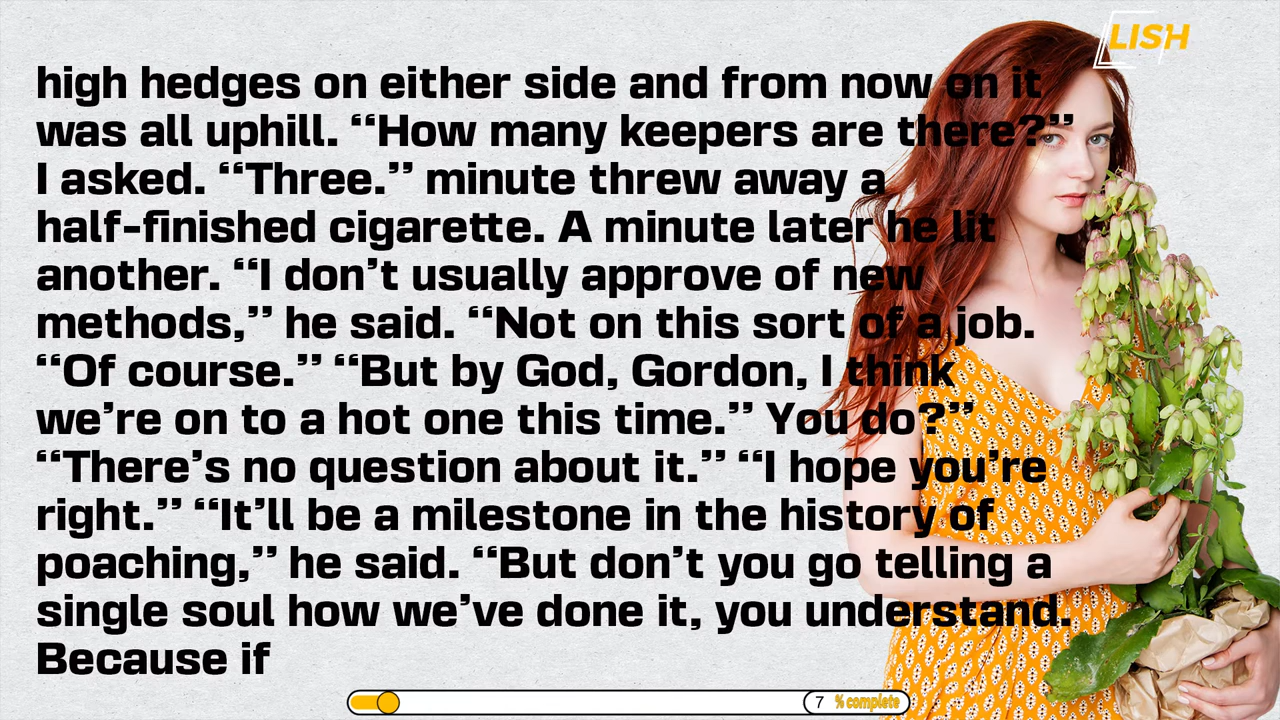 LISH
high hedges on either side and from now on it
was all uphill. “How many keepers are there?”
I asked. “Three.” minute threw away a
half-finished cigarette. A minute later he lit
another. “I don’t usually approve of new
methods,” he said. “Not on this sort of a job.
“Of course.” “But by God, Gordon, I think
we’re on to a hot one this time.” You do?”
“There’s no question about it.” “I hope you’re
right.” “It’ll be a milestone in the history of
poaching,” he said. “But don’t you go telling a
single soul how we’ve done it, you understand.
Because if
7 % complete